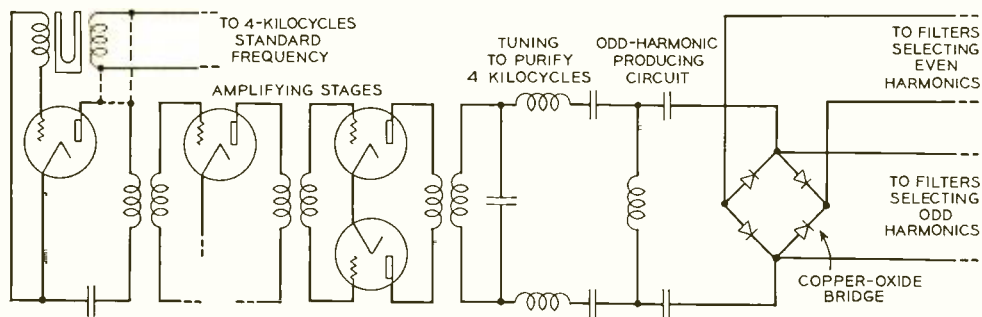 TO 4-KILOCYCLES
STANDARD
FREQUENCY
AMPLIFYING STAGES
TUNING
TO PURIFY
4 KILOCYCLES
ODD-HARMONIC
PRODUCING
CIRCUIT
TO FILTERS
SELECTING
EVEN
HARMONICS
TO FILTERS
SELECTING
ODD
HARMONICS
COPPER-OXIDE
BRIDGE